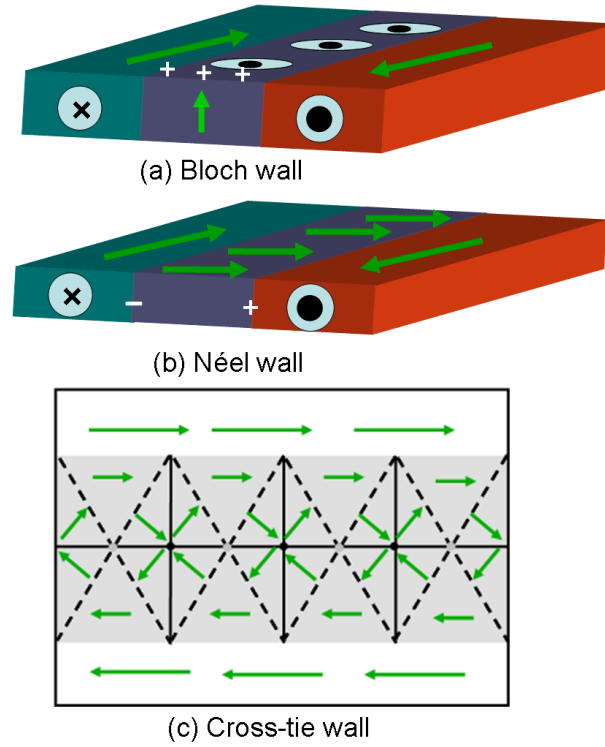 + + +
×
(a) Bloch wall
×
− +
(b) Néel wall
(c) Cross-tie wall